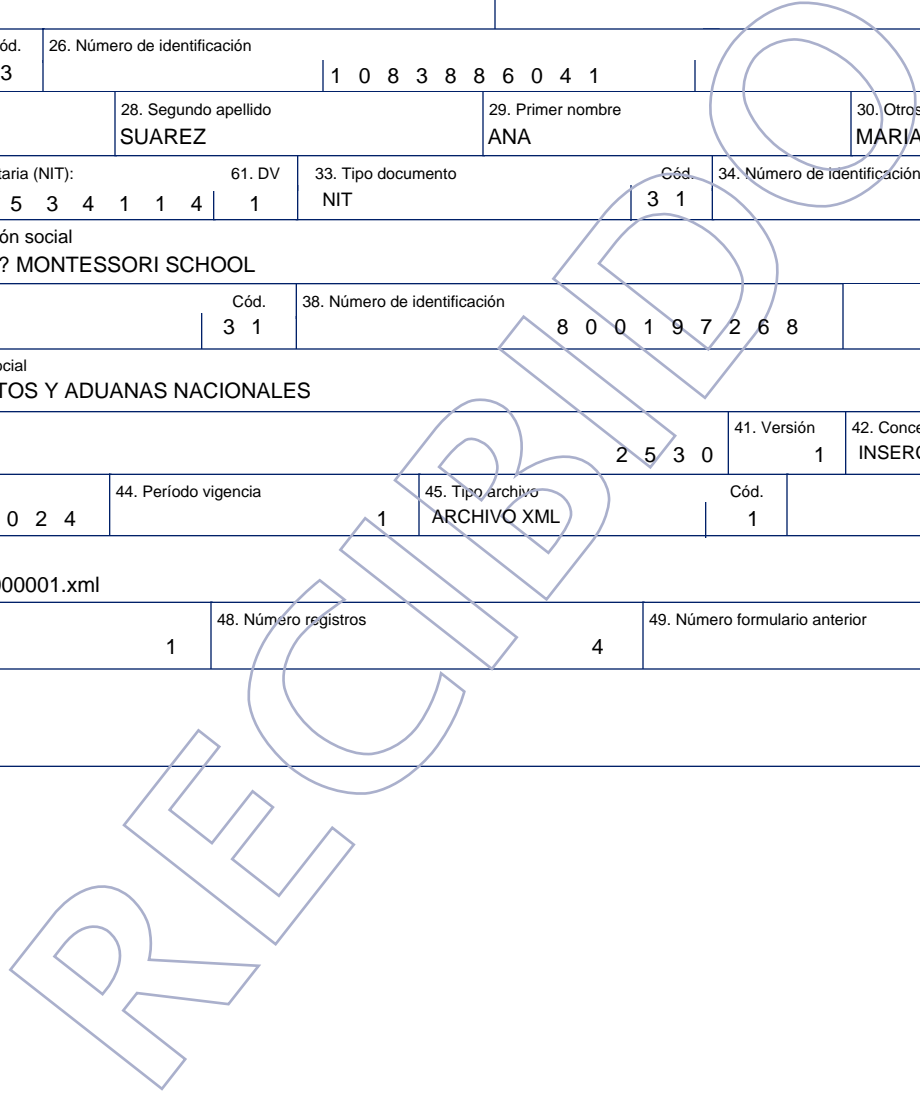 ód. 26. Número de identificación
3 1 0 8 3 8 8 6 0 4 1
28. Segundo apellido 29. Primer nombre 30. Otros
SUAREZ ANA MARIA
taria (NIT): 61. DV 33. Tipo documento Cód. 34. Número de identificación
5 3 4 1 1 4 1 NIT 3 1
ón social
? MONTESSORI SCHOOL
Cód. 38. Número de identificación
3 1 8 0 0 1 9 7 2 6 8
ocial
TOS Y ADUANAS NACIONALES
41. Versión 42. Conce
2 5 3 0 1 INSERC
44. Período vigencia 45. Tipo archivo Cód.
0 2 4 1 ARCHIVO XML 1
000001.xml
48. Número registros 49. Número formulario anterior
1 4
RECIBIDO